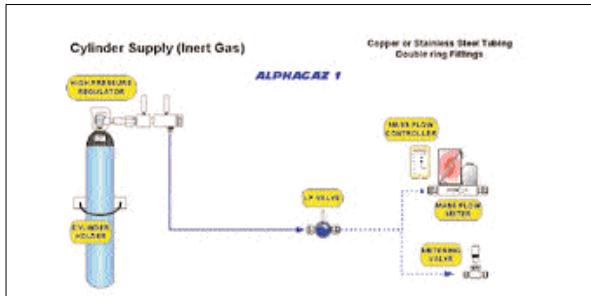 Cylinder Supply (Inert Gas)
Copper or Stainless Steel Tubing
Double ring Fittings
ALPHAGAZ 1
HIGH PRESSURE
REGULATOR
MASS FLOW
CONTROLLER
LP VALVE
MASS FLOW
METER
CYLINDER
HOLDER
METERING
VALVE